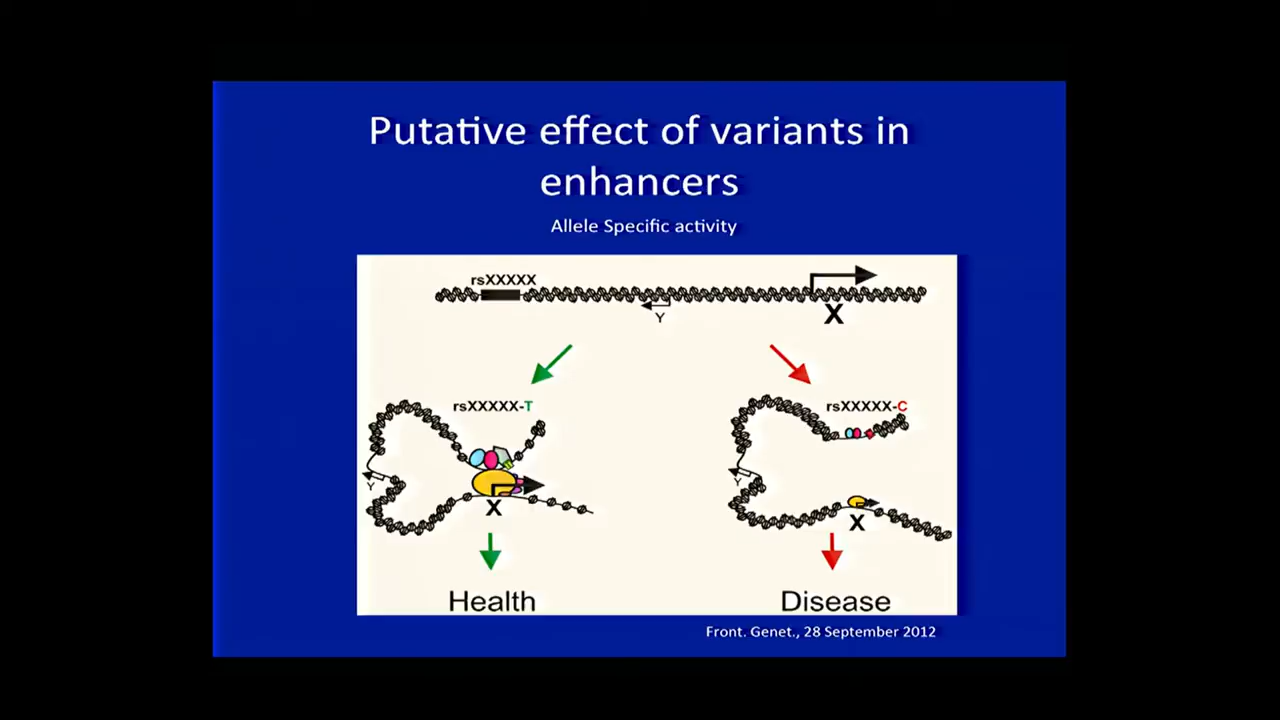 Putative effect of variants in
enhancers
Allele Specific activity
rsXXXXX
Y
X
rsXXXXX-T
rsXXXXX-C
Y
X
Y
X
Health
Disease
Front. Genet., 28 September 2012